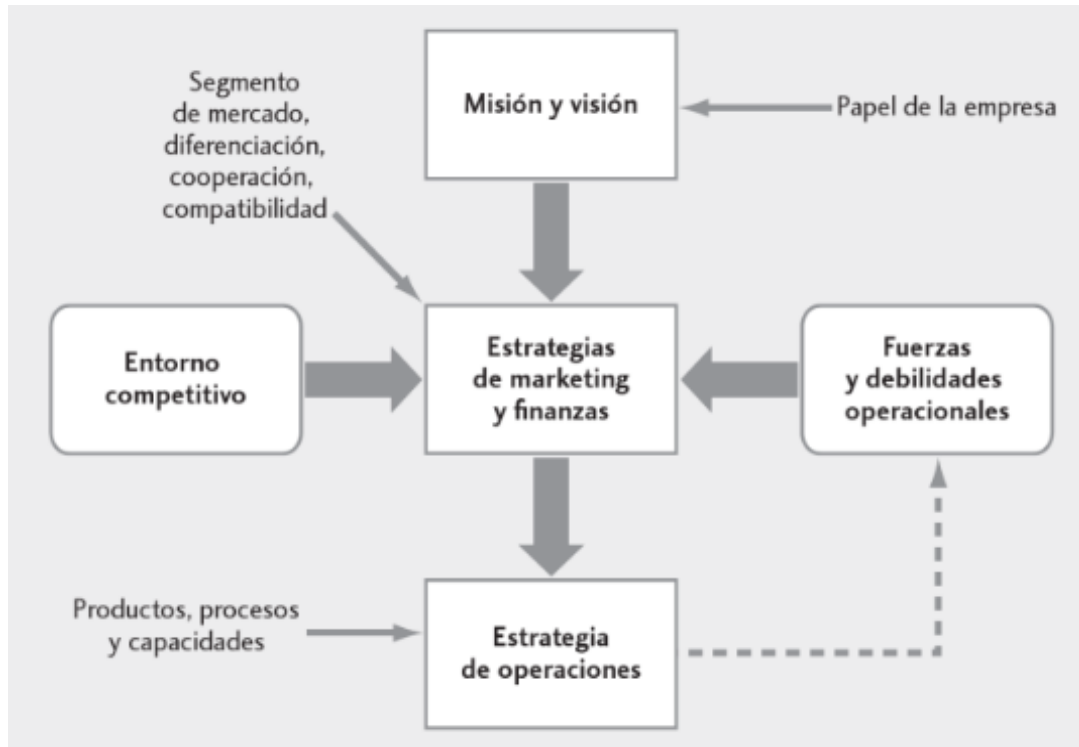 Segmento
de mercado,
diferenciación,
cooperación,
compatibilidad
Misión y visión
Papel de la empresa
Entorno
competitivo
Estrategias
de marketing
y finanzas
Fuerzas
y debilidades
operacionales
Productos, procesos
y capacidades
Estrategia
de operaciones